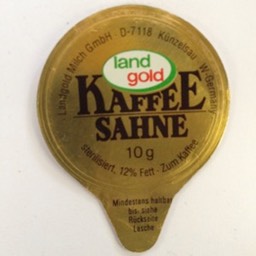 Landgold Milch GmbH D-7118 Künzelsau W-Germany
land
gold
KAFFEE
SAHNE
10 g
sterilisiert, 12% Fett · Zum Kaffee
Mindestens haltbar
bis, siehe
Rückseite
Lasche